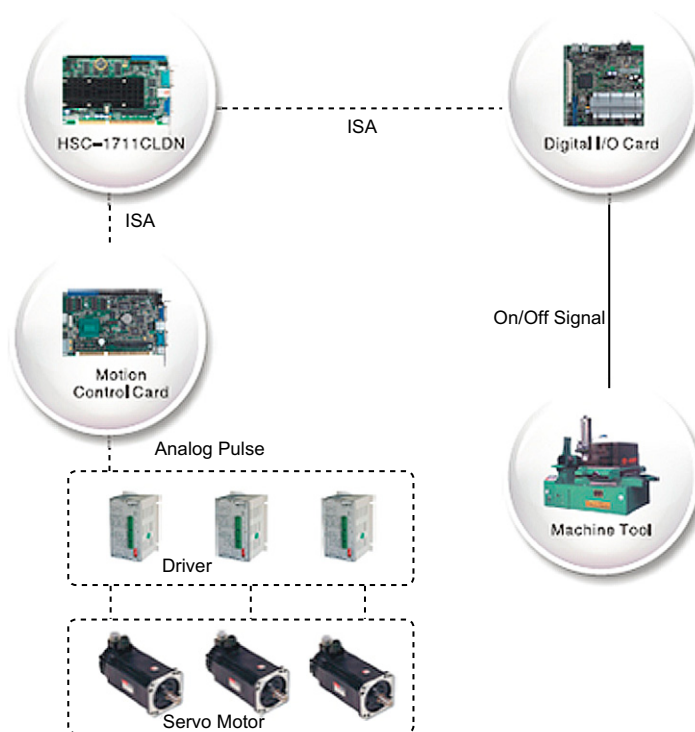 HSC-1711CLDN
ISA
Digital I/O Card
ISA
On/Off Signal
Motion
Control Card
Analog Pulse
Machine Tool
Driver
Servo Motor